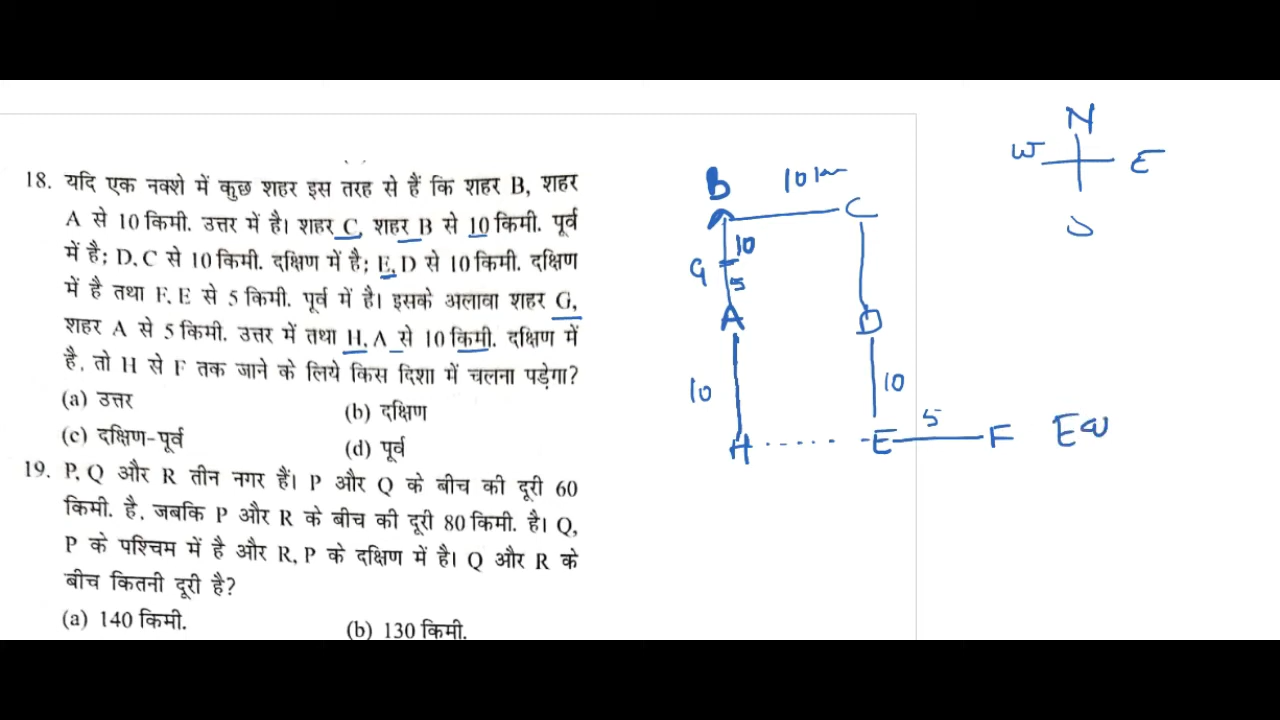 18. यदि एक नक्शे में कुछ शहर इस तरह से हैं कि शहर B, शहर
A से 10 किमी. उत्तर में है। शहर C, शहर B से 10 किमी. पूर्व
में है; D, C से 10 किमी. दक्षिण में है; E, D से 10 किमी. दक्षिण
में है तथा F, E से 5 किमी. पूर्व में है। इसके अलावा शहर G,
शहर A से 5 किमी. उत्तर में तथा H, A से 10 किमी. दक्षिण में
है, तो H से F तक जाने के लिये किस दिशा में चलना पड़ेगा?
(a) उत्तर (b) दक्षिण
(c) दक्षिण-पूर्व (d) पूर्व
19. P, Q और R तीन नगर हैं। P और Q के बीच की दूरी 60
किमी. है, जबकि P और R के बीच की दूरी 80 किमी. है। Q,
P के पश्चिम में है और R, P के दक्षिण में है। Q और R के
बीच कितनी दूरी है?
(a) 140 किमी. (b) 130 किमी.
B 10 km C
10
G 5
A D
10 10
H E 5 F
N
W E